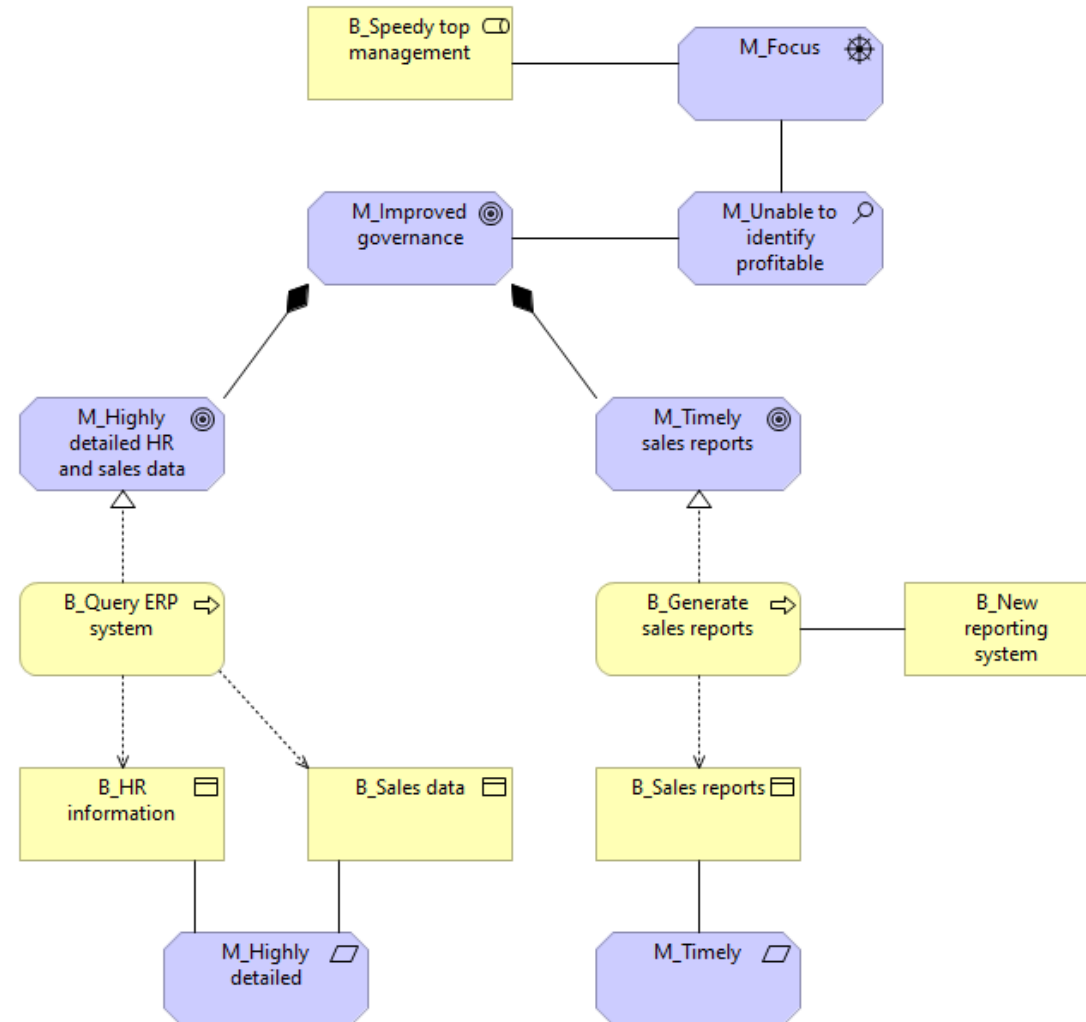 B_Speedy top
management
M_Focus
M_Improved
governance
M_Unable to
identify
profitable
M_Highly
detailed HR
and sales data
M_Timely
sales reports
B_Query ERP
system
B_Generate
sales reports
B_New
reporting
system
B_HR
information
B_Sales data
B_Sales reports
M_Highly
detailed
M_Timely